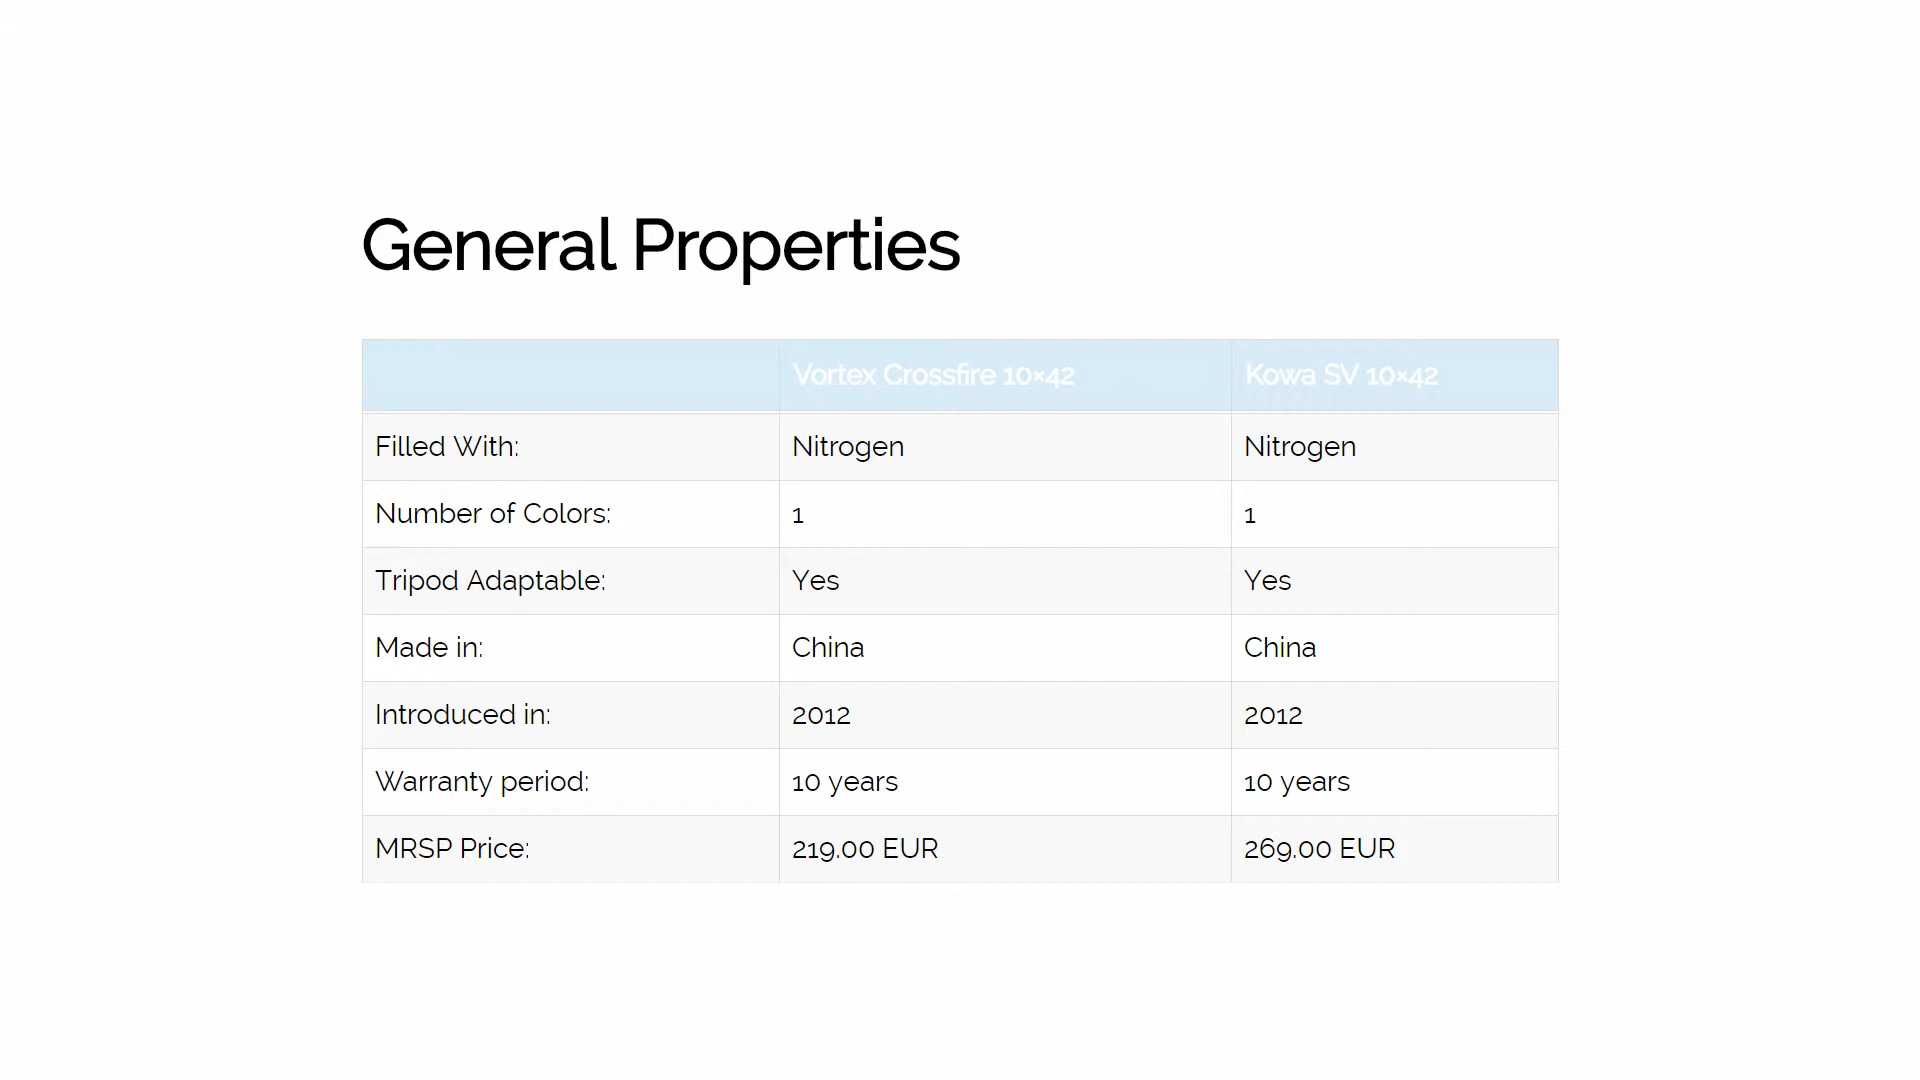 General Properties
Vortex Crossfire 10×42 Kowa SV 10×42
Filled With: Nitrogen Nitrogen
Number of Colors: 1 1
Tripod Adaptable: Yes Yes
Made in: China China
Introduced in: 2012 2012
Warranty period: 10 years 10 years
MRSP Price: 219.00 EUR 269.00 EUR